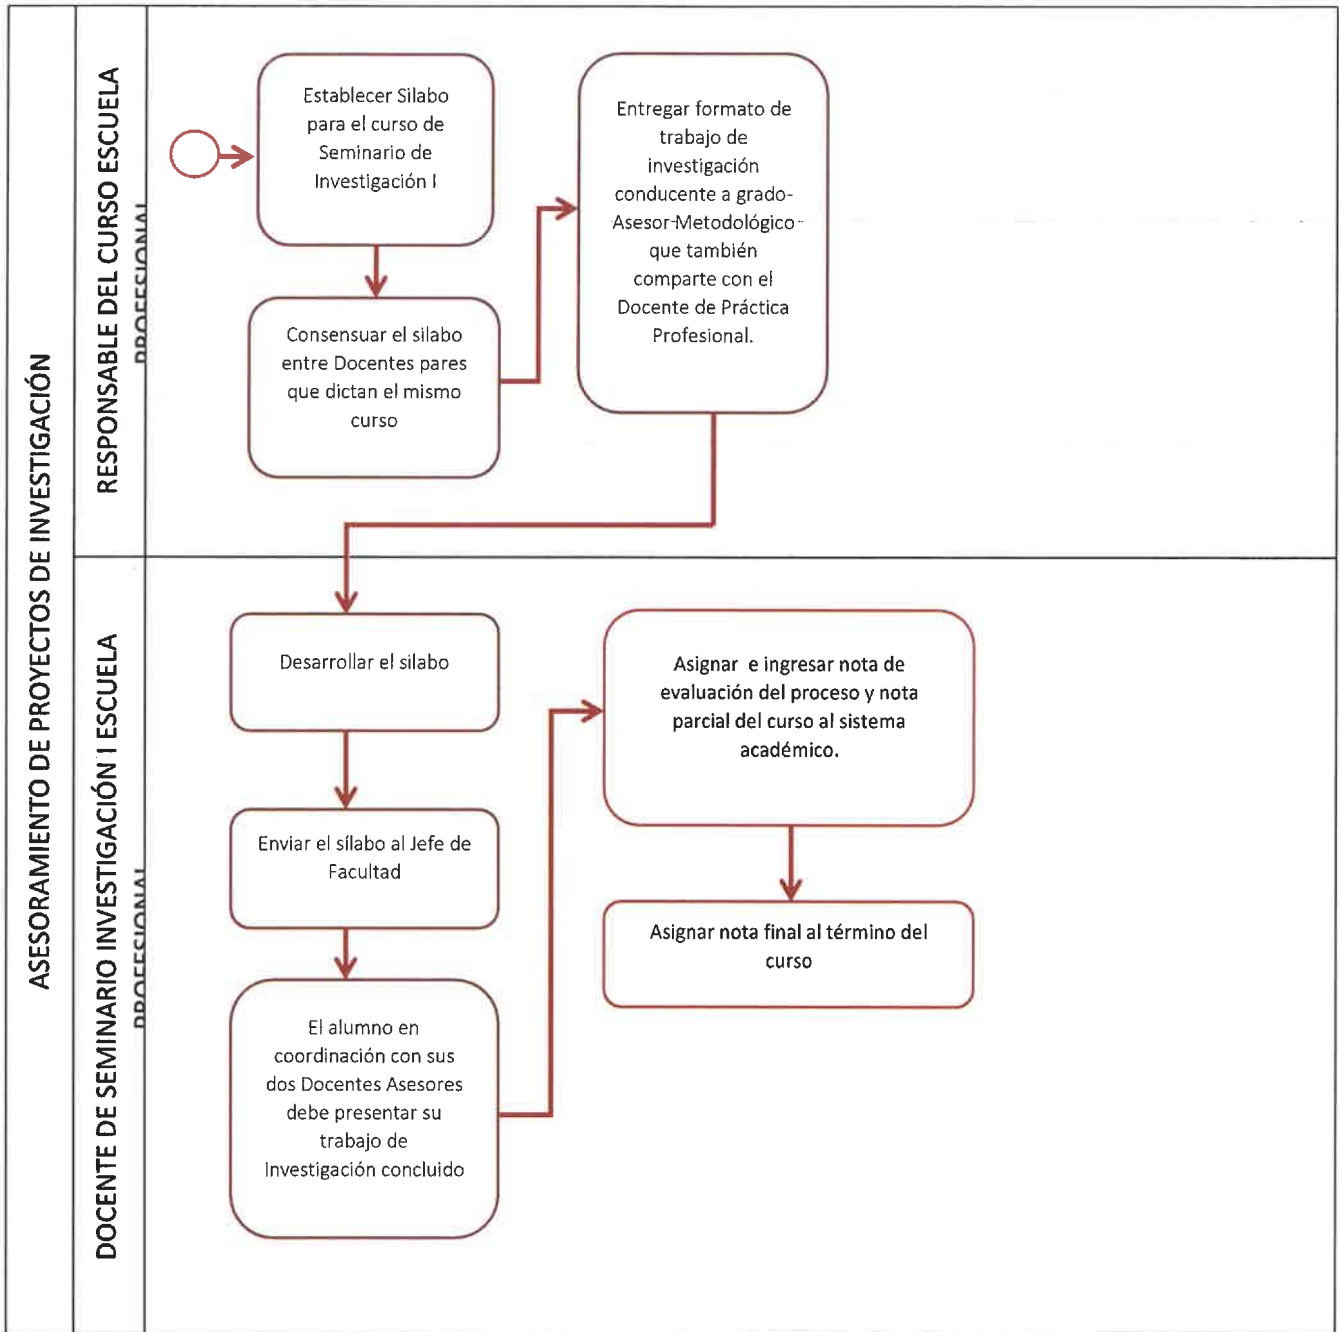 ASESORAMIENTO DE PROYECTOS DE INVESTIGACIÓN
RESPONSABLE DEL CURSO ESCUELA
PROFESIONAL
Establecer Silabo
para el curso de
Seminario de
Investigación I
Consensuar el silabo
entre Docentes pares
que dictan el mismo
curso
Entregar formato de
trabajo de
investigación
conducente a grado-
Asesor-Metodológico-
que también
comparte con el
Docente de Práctica
Profesional.
DOCENTE DE SEMINARIO INVESTIGACIÓN I ESCUELA
PROFESIONAL
Desarrollar el silabo
Enviar el sílabo al Jefe de
Facultad
El alumno en
coordinación con sus
dos Docentes Asesores
debe presentar su
trabajo de
Investigación concluido
Asignar e ingresar nota de
evaluación del proceso y nota
parcial del curso al sistema
académico.
Asignar nota final al término del
curso